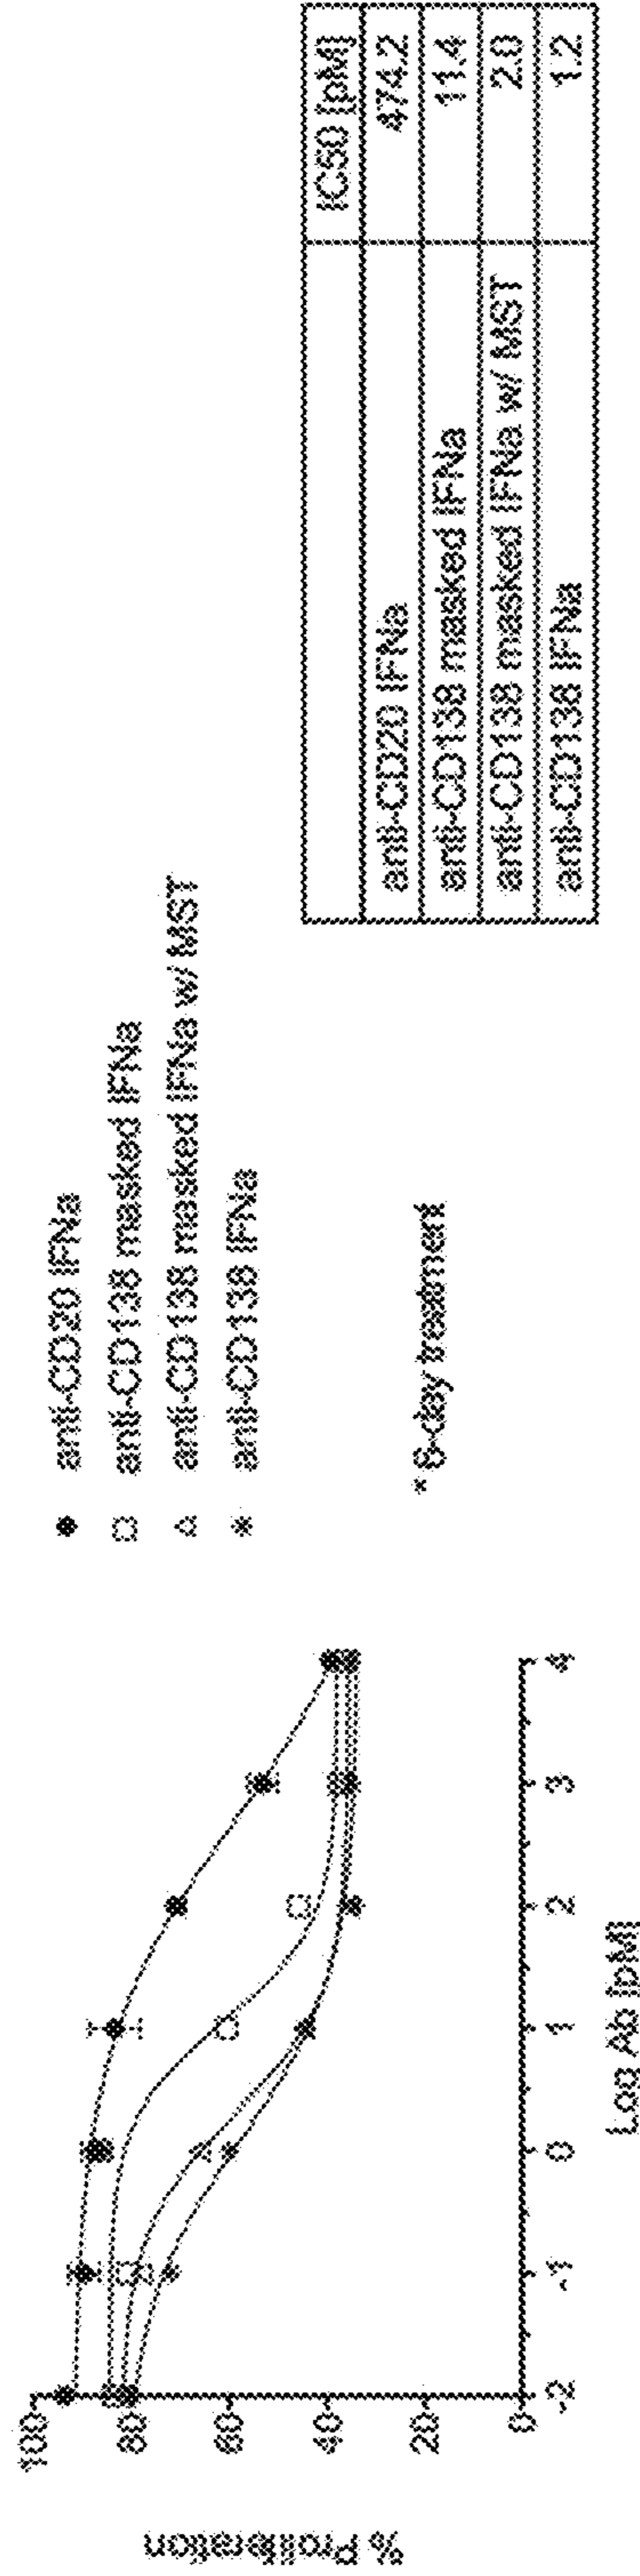 % Proliferation
100
80
60
40
20
0
-2
-1
0
1
2
3
4
Log Ab [pM]
anti-CD20 IFNa
anti-CD138 masked IFNa
anti-CD138 masked IFNa w/ MST
anti-CD138 IFNa
*6-day treatment
IC50 [pM]
anti-CD20 IFNa 474.2
anti-CD138 masked IFNa 11.4
anti-CD138 masked IFNa w/ MST 2.0
anti-CD138 IFNa 1.2